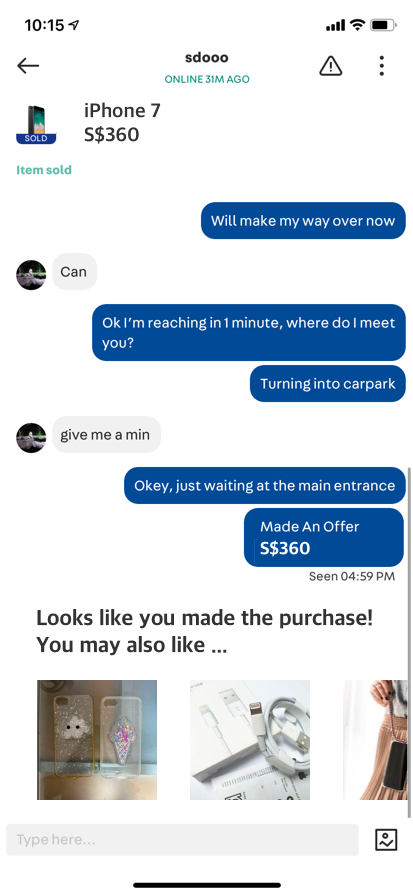 10:15
sdooo
ONLINE 31M AGO
iPhone 7
S$360
SOLD
Item sold
Will make my way over now
Can
Ok I'm reaching in 1 minute, where do I meet
you?
Turning into carpark
give me a min
Okey, just waiting at the main entrance
Made An Offer
S$360
Seen 04:59 PM
Looks like you made the purchase!
You may also like ...
Type here...